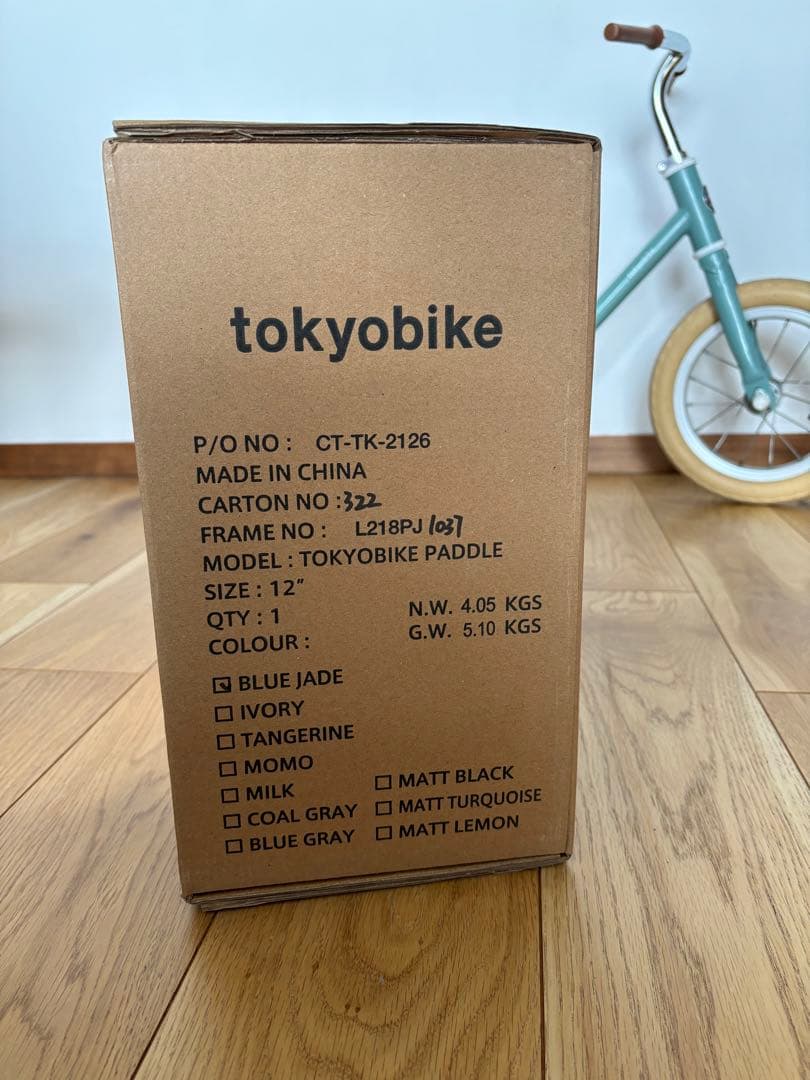 tokyobike
P/O NO : CT-TK-2126
MADE IN CHINA
CARTON NO : 322
FRAME NO : L218PJ 1037
MODEL : TOKYOBIKE PADDLE
SIZE : 12"
QTY : 1
N.W. 4.05 KGS
COLOUR :
G.W. 5.10 KGS
BLUE JADE
IVORY
TANGERINE
MOMO
MILK
COAL GRAY
BLUE GRAY
MATT BLACK
MATT TURQUOISE
MATT LEMON